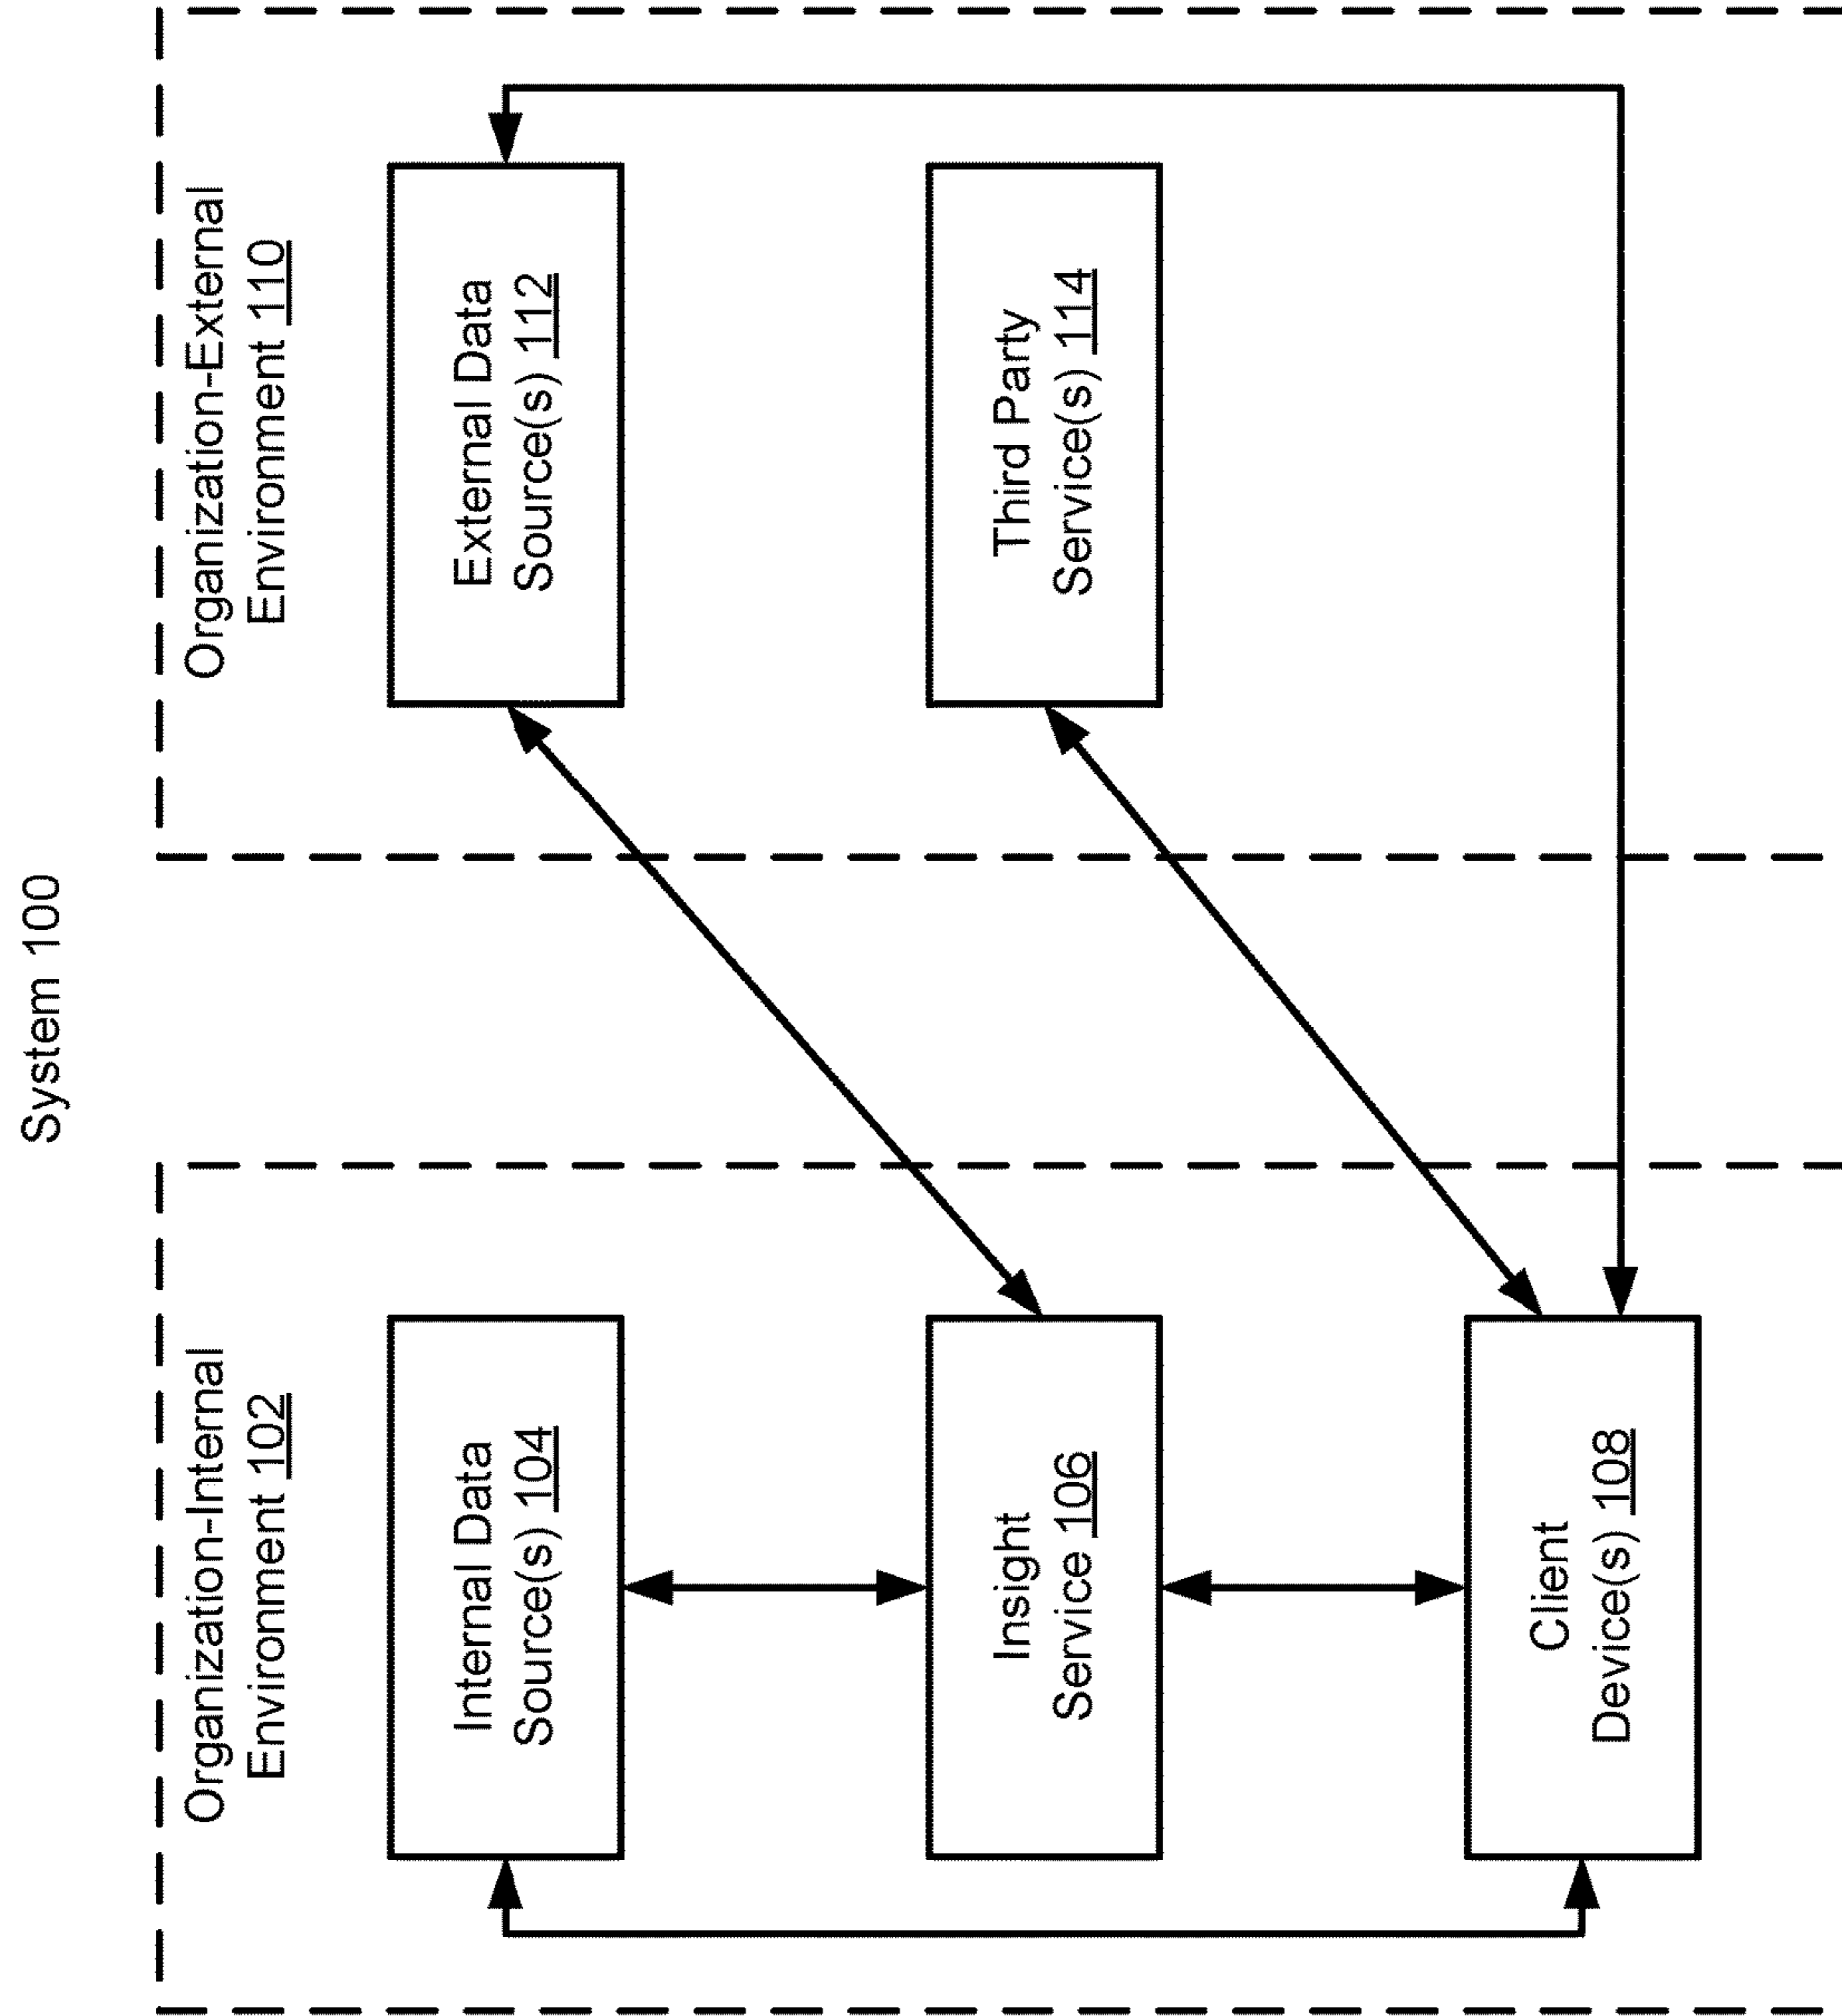 System 100
Organization-Internal
Environment 102
Internal Data
Source(s) 104
Insight
Service 106
Client
Device(s) 108
Organization-External
Environment 110
External Data
Source(s) 112
Third Party
Service(s) 114